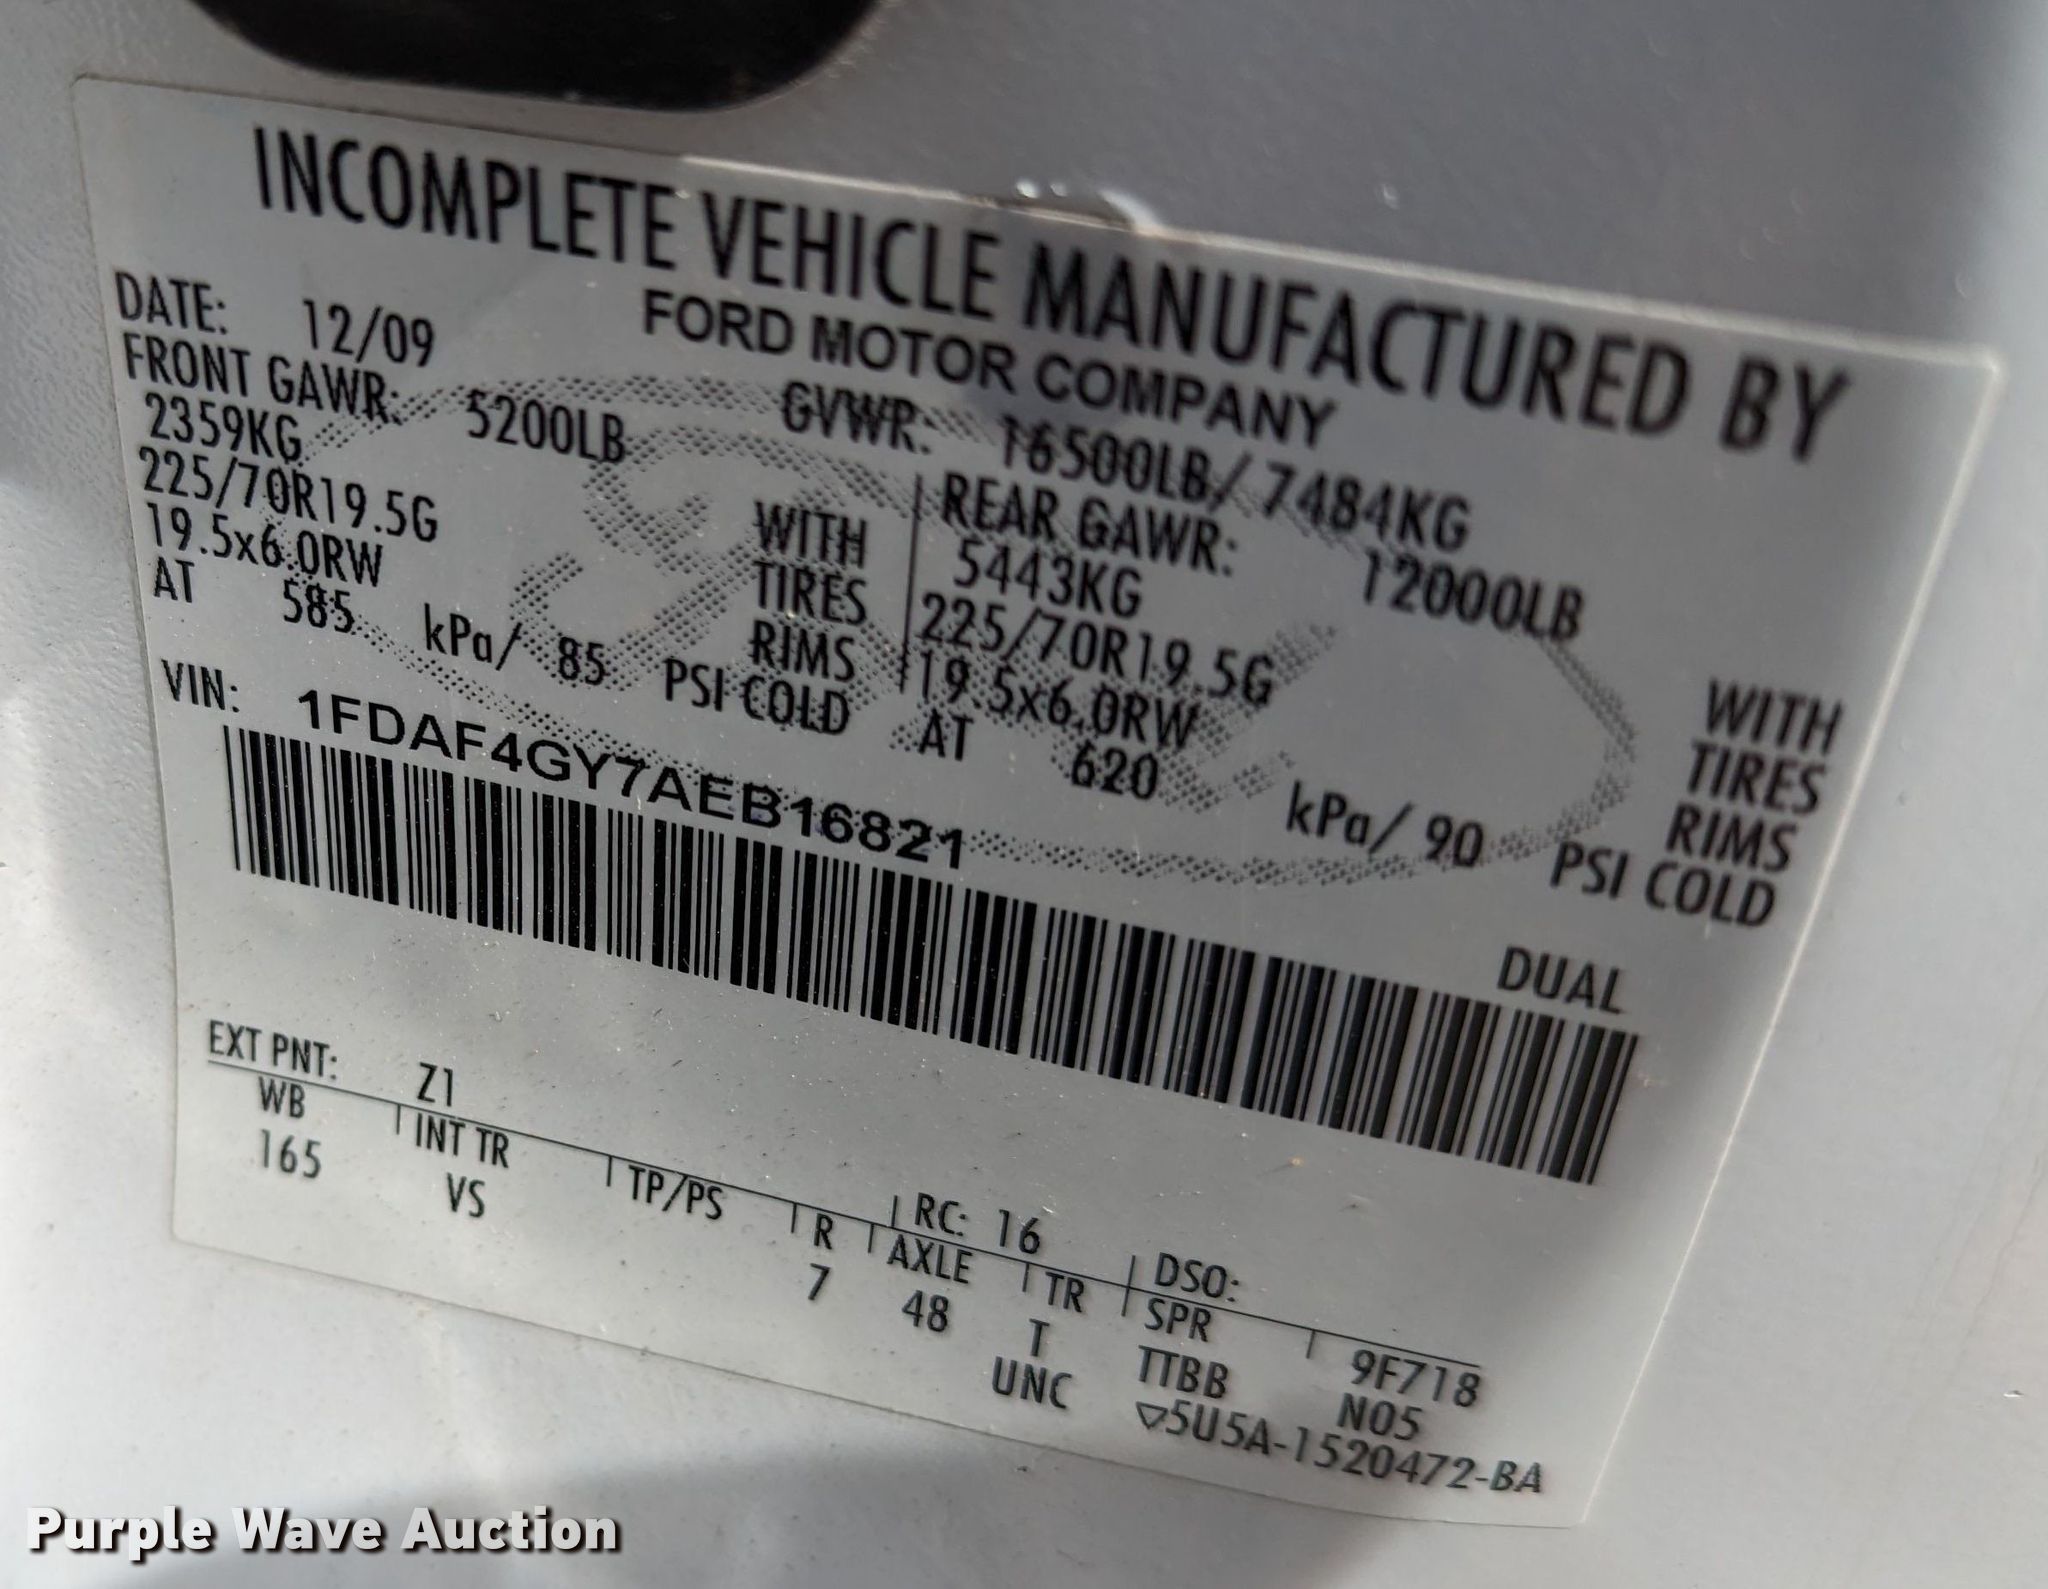 INCOMPLETE VEHICLE MANUFACTURED BY
FORD MOTOR COMPANY
DATE: 12/09 GVWR: 16500LB/ 7484KG
FRONT GAWR: 5200LB REAR GAWR: 12000LB
2359KG WITH 5443KG WITH
225/70R19.5G TIRES 225/70R19.5G TIRES
19.5x6.0RW RIMS 19.5x6.0RW RIMS
AT 585 kPa/ 85 PSI COLD AT 620 kPa/ 90 PSI COLD
VIN: 1FDAF4GY7AEB16821 DUAL
EXT PNT: Z1 RC: 16 DSO:
WB INT TR TP/PS R AXLE TR SPR 9F718
165 VS 7 48 T TTBB N05
UNC ▽5U5A-1520472-BA
Purple Wave Auction